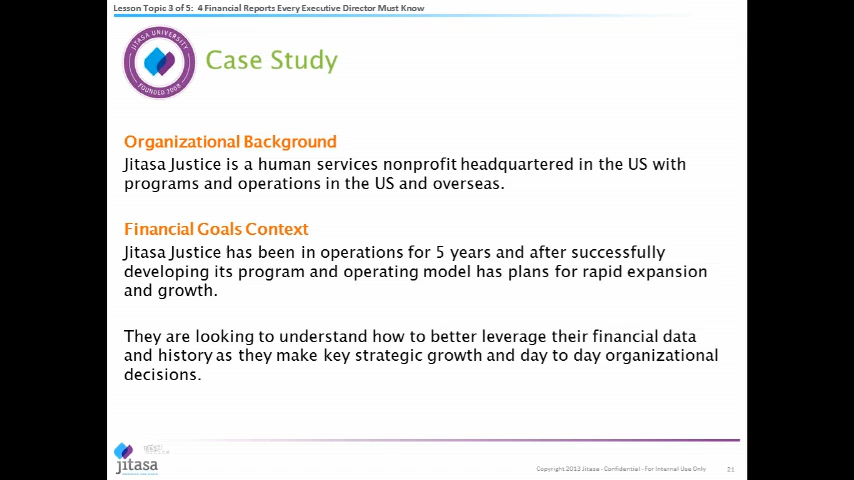 Lesson Topic 3 of 5: 4 Financial Reports Every Executive Director Must Know
JITASA UNIVERSITY
FOUNDED 2008
Case Study
Organizational Background
Jitasa Justice is a human services nonprofit headquartered in the US with
programs and operations in the US and overseas.
Financial Goals Context
Jitasa Justice has been in operations for 5 years and after successfully
developing its program and operating model has plans for rapid expansion
and growth.
They are looking to understand how to better leverage their financial data
and history as they make key strategic growth and day to day organizational
decisions.
jitasa
Copyright 2013 Jitasa - Confidential - For Internal Use Only
21